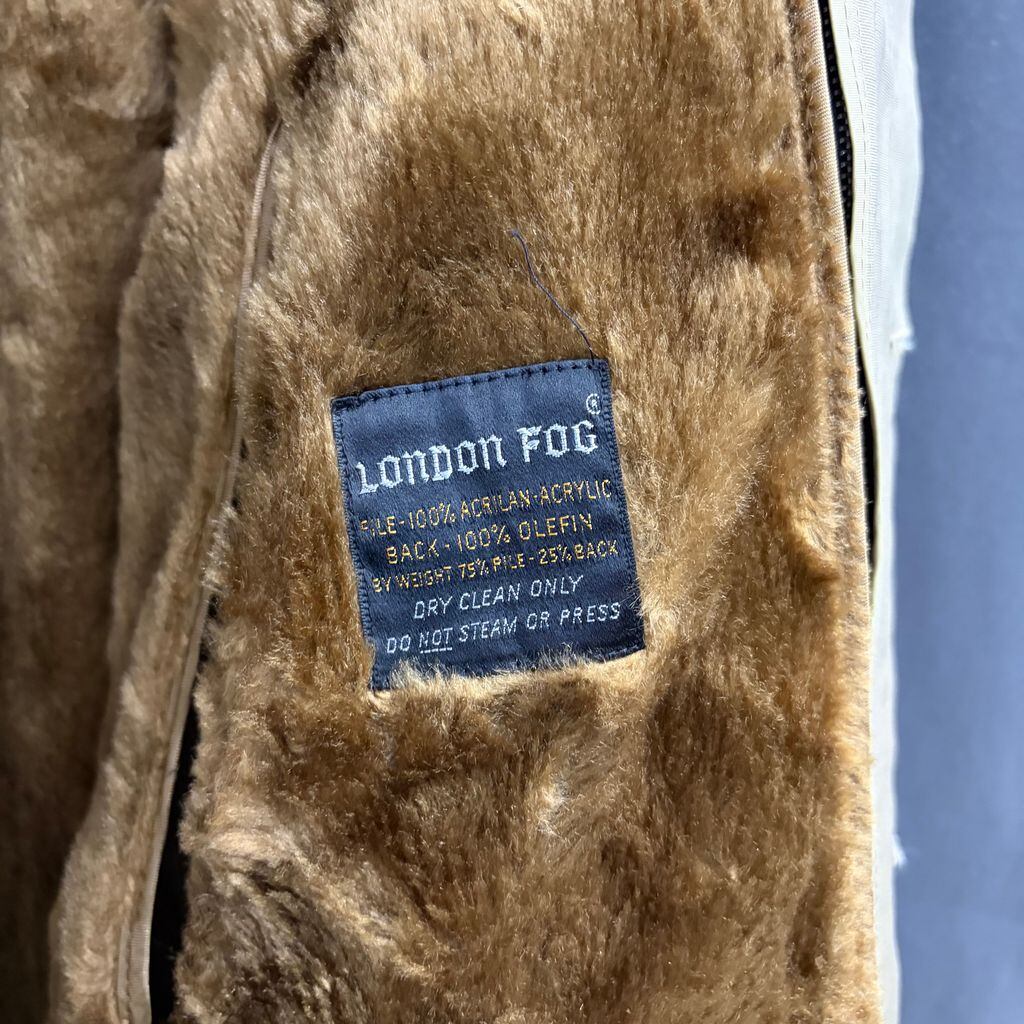 LONDON FOG®
PILE-100% ACRILAN-ACRYLIC
BACK-100% OLEFIN
BY WEIGHT 75% PILE-25% BACK
DRY CLEAN ONLY
DO NOT STEAM OR PRESS